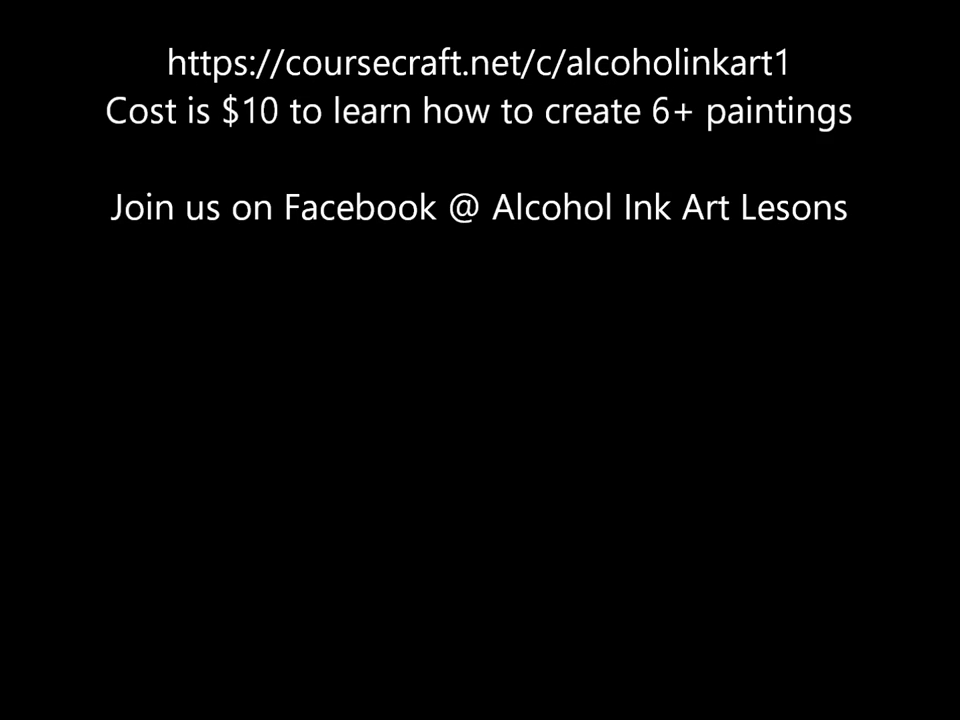 https://coursecraft.net/c/alcoholinkart1
Cost is $10 to learn how to create 6+ paintings
Join us on Facebook @ Alcohol Ink Art Lesons